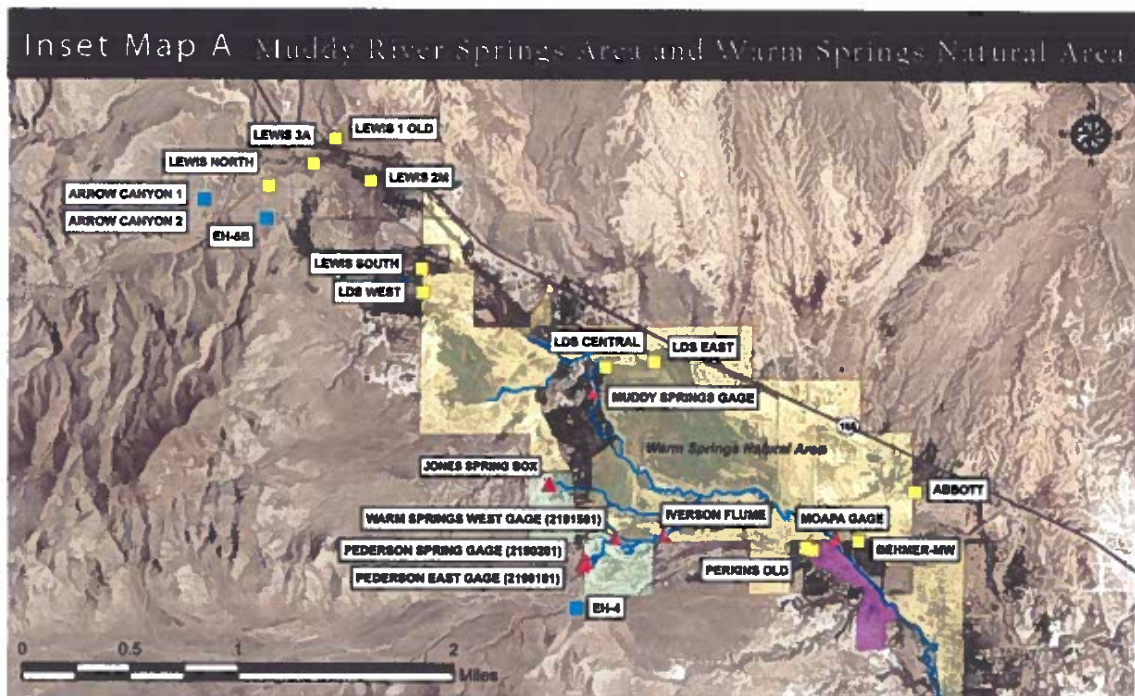 Inset Map A Muddy River Springs Area and Warm Springs Natural Area
LEWIS 1 OLD
LEWIS 3A
LEWIS NORTH
LEWIS 2M
ARROW CANYON 1
ARROW CANYON 2
EH-5B
LEWIS SOUTH
LDS WEST
LDS CENTRAL
LDS EAST
MUDDY SPRINGS GAGE
168
Warm Springs Natural Area
JONES SPRING BOX
ABBOTT
WARM SPRINGS WEST GAGE (2191501)
IVERSON FLUME
MOAPA GAGE
PEDERSON SPRING GAGE (2190201)
BEHMER-MW
PERKINS OLD
PEDERSON EAST GAGE (2190101)
EH-4
0 0.5 1 2
Miles